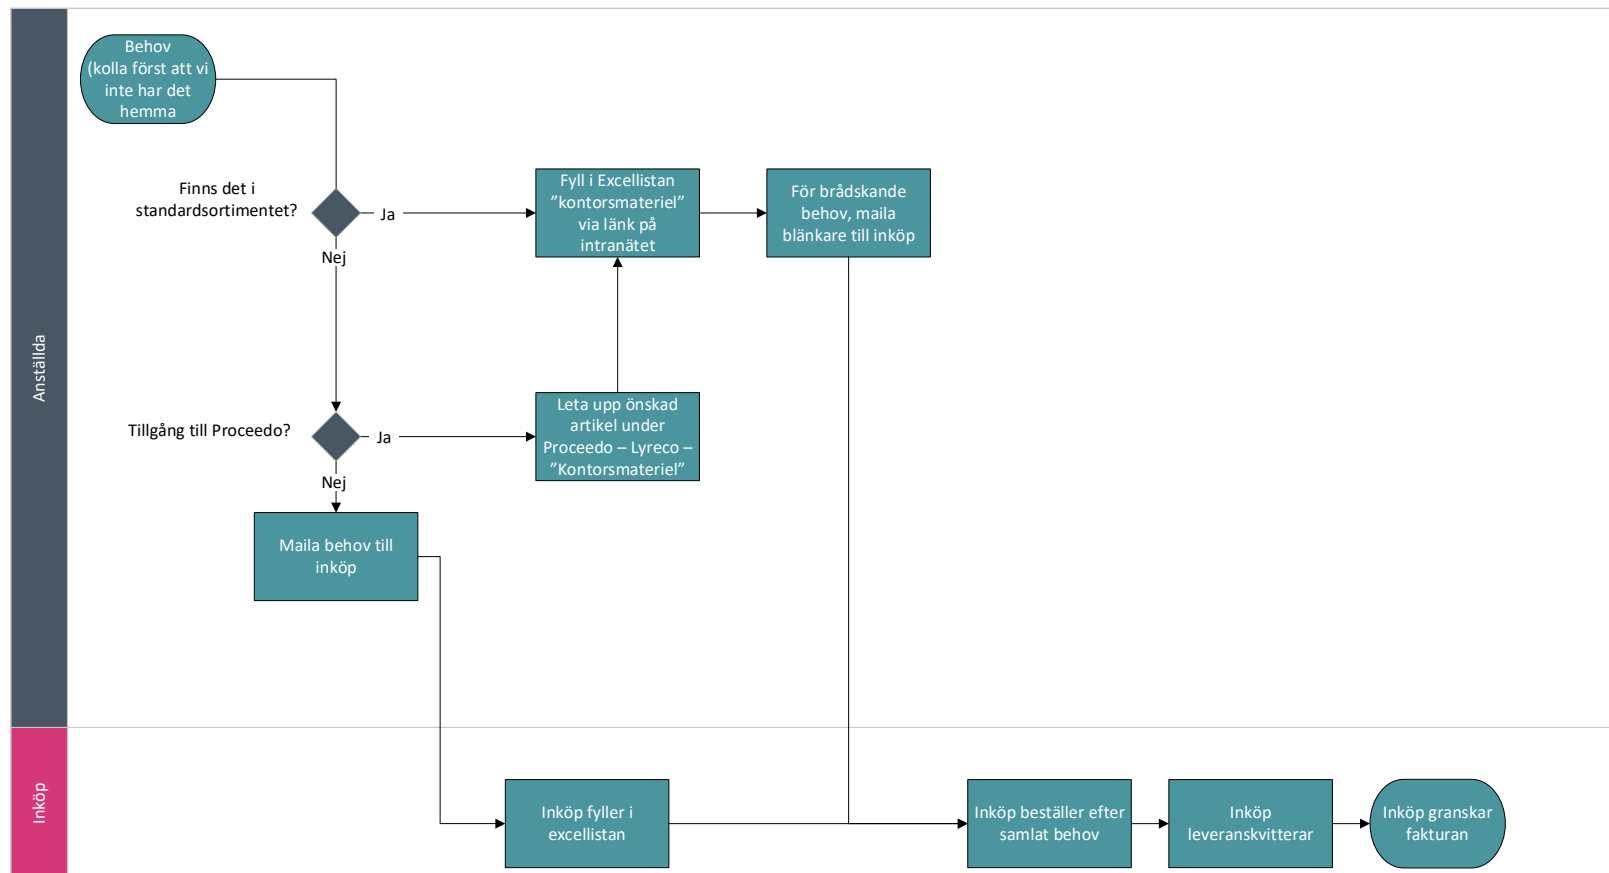 Behov
(kolla först att vi
inte har det
hemma
Finns det i
standardsortimentet?
Ja
Nej
Fyll i Excellistan
”kontorsmateriel”
via länk på
intranätet
För brådskande
behov, maila
blänkare till inköp
Anställda
Tillgång till Proceedo?
Ja
Nej
Leta upp önskad
artikel under
Proceedo – Lyreco –
”Kontorsmateriel”
Maila behov till
inköp
Inköp
Inköp fyller i
excellistan
Inköp beställer efter
samlat behov
Inköp
leveranskvitterar
Inköp granskar
fakturan